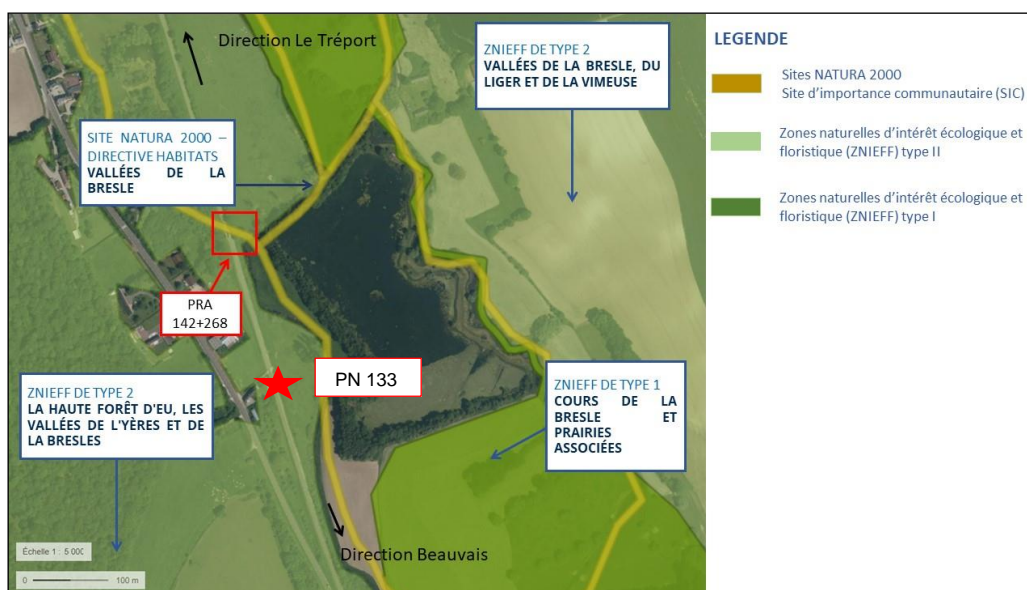 Direction Le Tréport
ZNIEFF DE TYPE 2
VALLÉES DE LA BRESLE, DU
LIGER ET DE LA VIMEUSE
SITE NATURA 2000 –
DIRECTIVE HABITATS
VALLÉES DE LA
BRESLE
PRA
142+268
PN 133
ZNIEFF DE TYPE 2
LA HAUTE FORÊT D'EU, LES
VALLÉES DE L'YÈRES ET DE
LA BRESLES
ZNIEFF DE TYPE 1
COURS DE LA
BRESLE ET
PRAIRIES
ASSOCIÉES
Direction Beauvais
Échelle 1 : 5 000
0 100 m
LEGENDE
Sites NATURA 2000
Site d'importance communautaire (SIC)
Zones naturelles d'intérêt écologique et
floristique (ZNIEFF) type II
Zones naturelles d'intérêt écologique et
floristique (ZNIEFF) type I